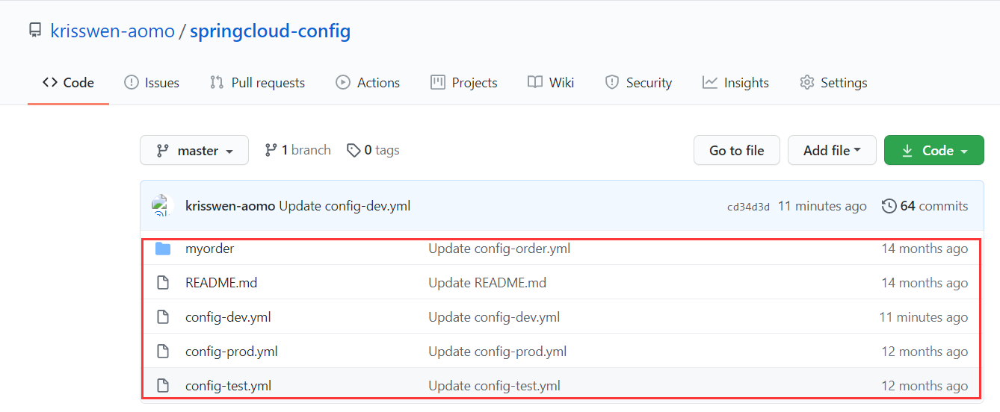 krisswen-aomo / springcloud-config
Code Issues Pull requests Actions Projects Wiki Security Insights Settings
master 1 branch 0 tags Go to file Add file Code
krisswen-aomo Update config-dev.yml cd34d3d 11 minutes ago 64 commits
myorder Update config-order.yml 14 months ago
README.md Update README.md 14 months ago
config-dev.yml Update config-dev.yml 11 minutes ago
config-prod.yml Update config-prod.yml 12 months ago
config-test.yml Update config-test.yml 12 months ago